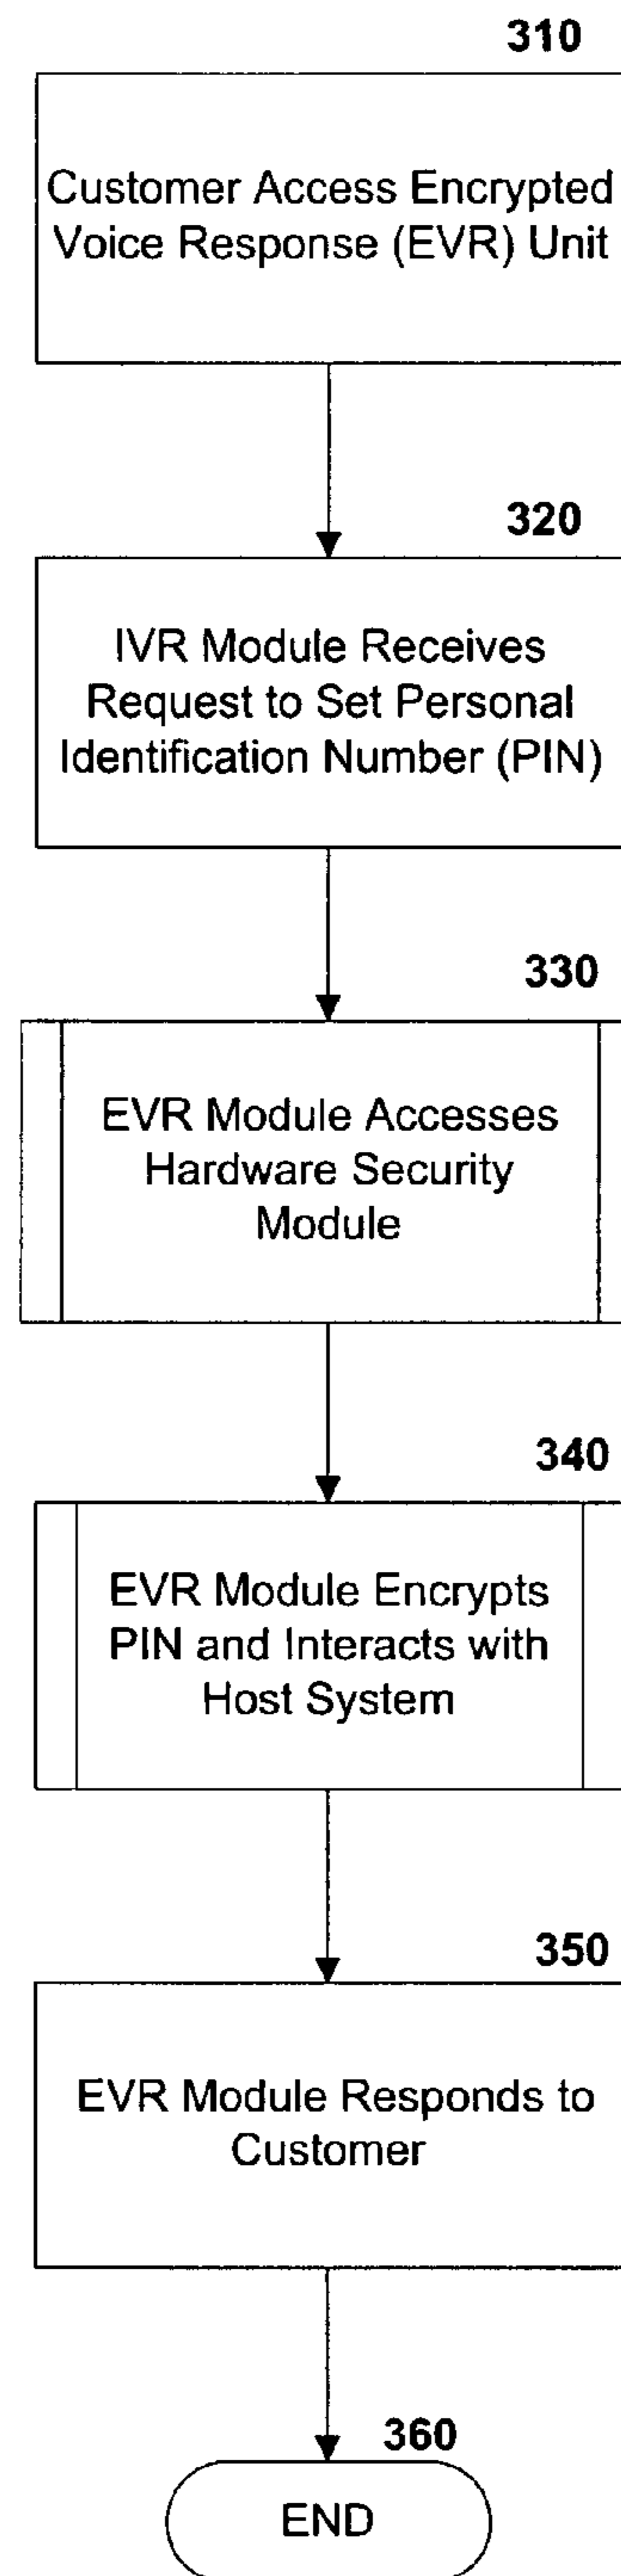 310
Customer Access Encrypted
Voice Response (EVR) Unit
320
IVR Module Receives
Request to Set Personal
Identification Number (PIN)
330
EVR Module Accesses
Hardware Security
Module
340
EVR Module Encrypts
PIN and Interacts with
Host System
350
EVR Module Responds to
Customer
360
END